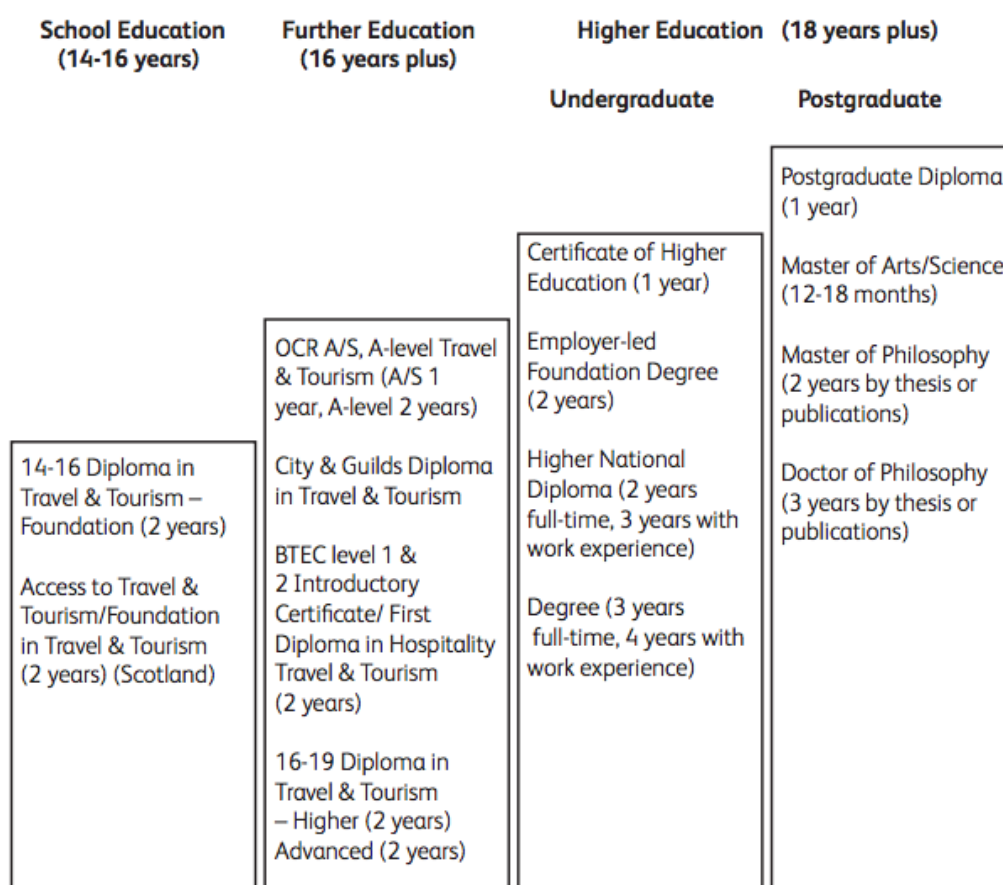 School Education
(14-16 years)
Further Education
(16 years plus)
Higher Education (18 years plus)
Undergraduate
Postgraduate
14-16 Diploma in
Travel & Tourism –
Foundation (2 years)
Access to Travel &
Tourism/Foundation
in Travel & Tourism
(2 years) (Scotland)
OCR A/S, A-level Travel
& Tourism (A/S 1
year, A-level 2 years)
City & Guilds Diploma
in Travel & Tourism
BTEC level 1 &
2 Introductory
Certificate/ First
Diploma in Hospitality
Travel & Tourism
(2 years)
16-19 Diploma in
Travel & Tourism
– Higher (2 years)
Advanced (2 years)
Certificate of Higher
Education (1 year)
Employer-led
Foundation Degree
(2 years)
Higher National
Diploma (2 years
full-time, 3 years with
work experience)
Degree (3 years
full-time, 4 years with
work experience)
Postgraduate Diploma
(1 year)
Master of Arts/Science
(12-18 months)
Master of Philosophy
(2 years by thesis or
publications)
Doctor of Philosophy
(3 years by thesis or
publications)